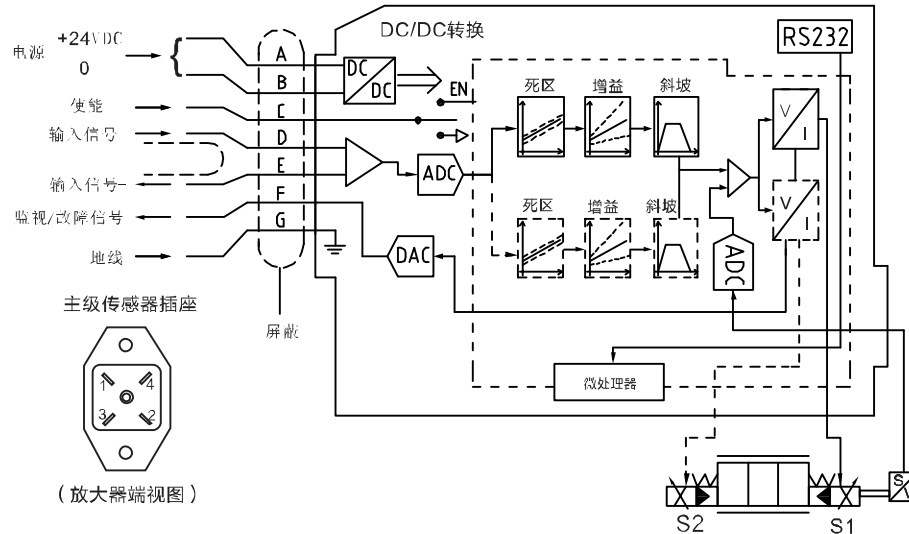 DC/DC转换
RS232
+24VDC
电源
0
使能
输入信号
输入信号-
监视/故障信号
地线
A
B
C
D
E
F
G
屏蔽
DC
DC
EN
ADC
DAC
死区
增益
斜坡
死区
增益
斜坡
ADC
V
I
V
I
微处理器
主级传感器插座
1
4
3
2
(放大器端视图)
S
V
S2
S1